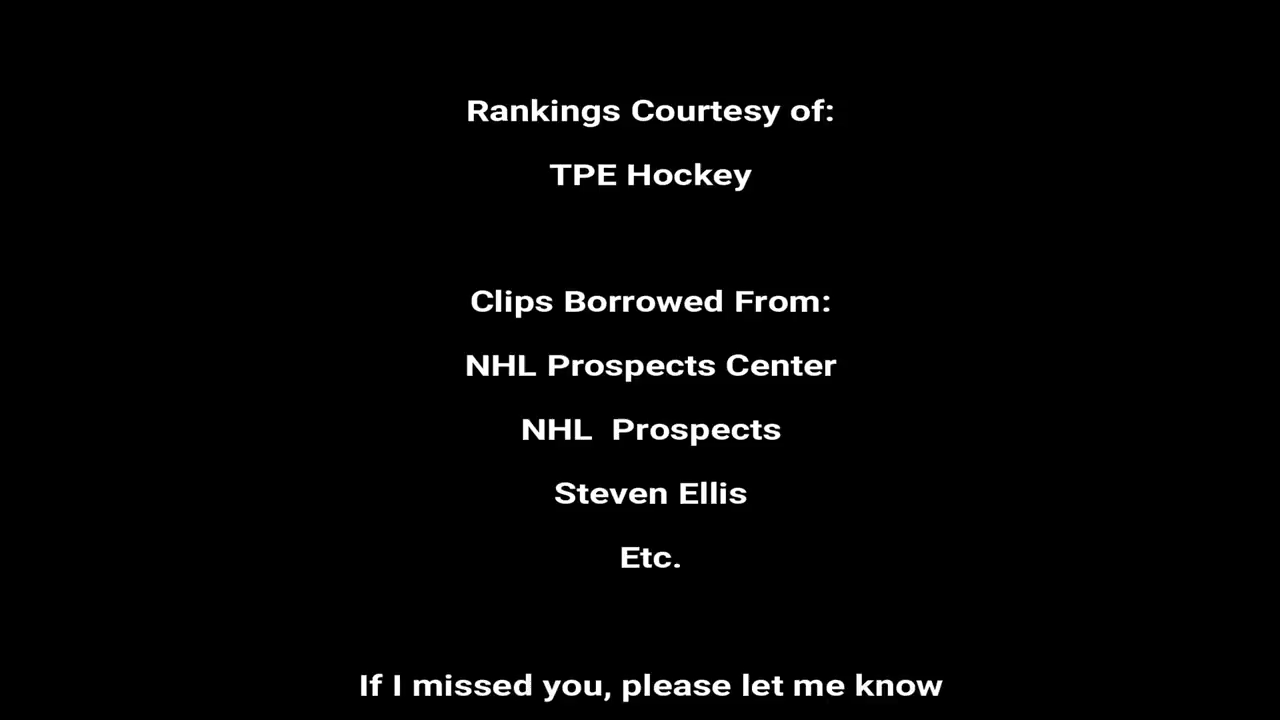 Rankings Courtesy of:
TPE Hockey
Clips Borrowed From:
NHL Prospects Center
NHL  Prospects
Steven Ellis
Etc.
If I missed you, please let me know